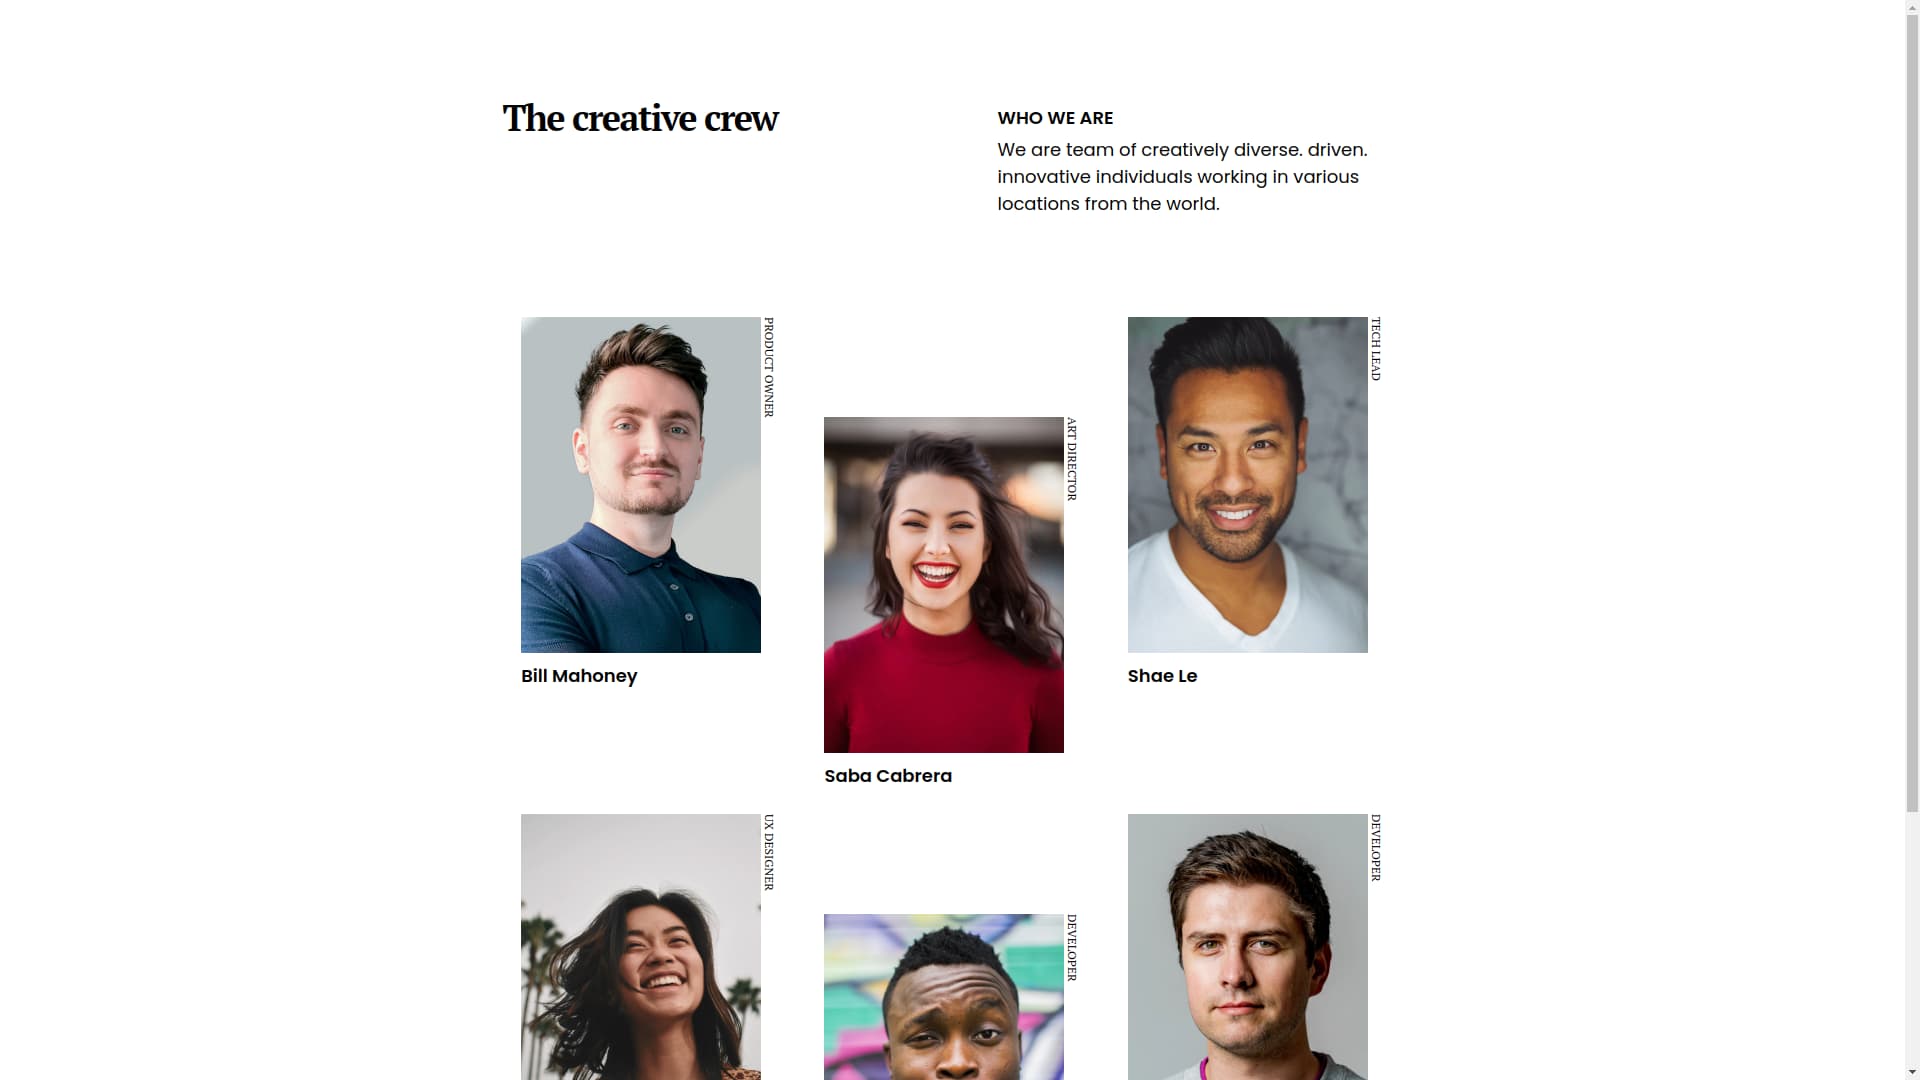 The creative crew
WHO WE ARE
We are team of creatively diverse. driven.
innovative individuals working in various
locations from the world.
PRODUCT OWNER
Bill Mahoney
ART DIRECTOR
Saba Cabrera
TECH LEAD
Shae Le
UX DESIGNER
DEVELOPER
DEVELOPER